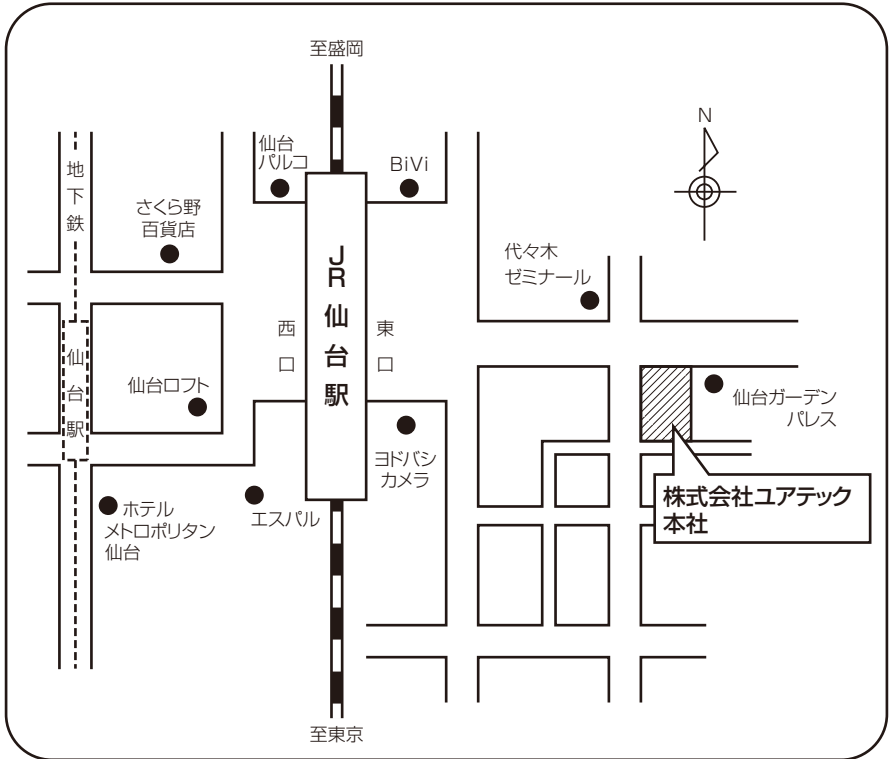 至盛岡
N
地下鉄
仙台
パルコ
BiVi
さくら野
百貨店
代々木
ゼミナール
JR仙台駅
西口
東口
仙台駅
仙台ロフト
仙台ガーデン
パレス
ヨドバシ
カメラ
株式会社ユアテック
本社
ホテル
メトロポリタン
仙台
エスパル
至東京